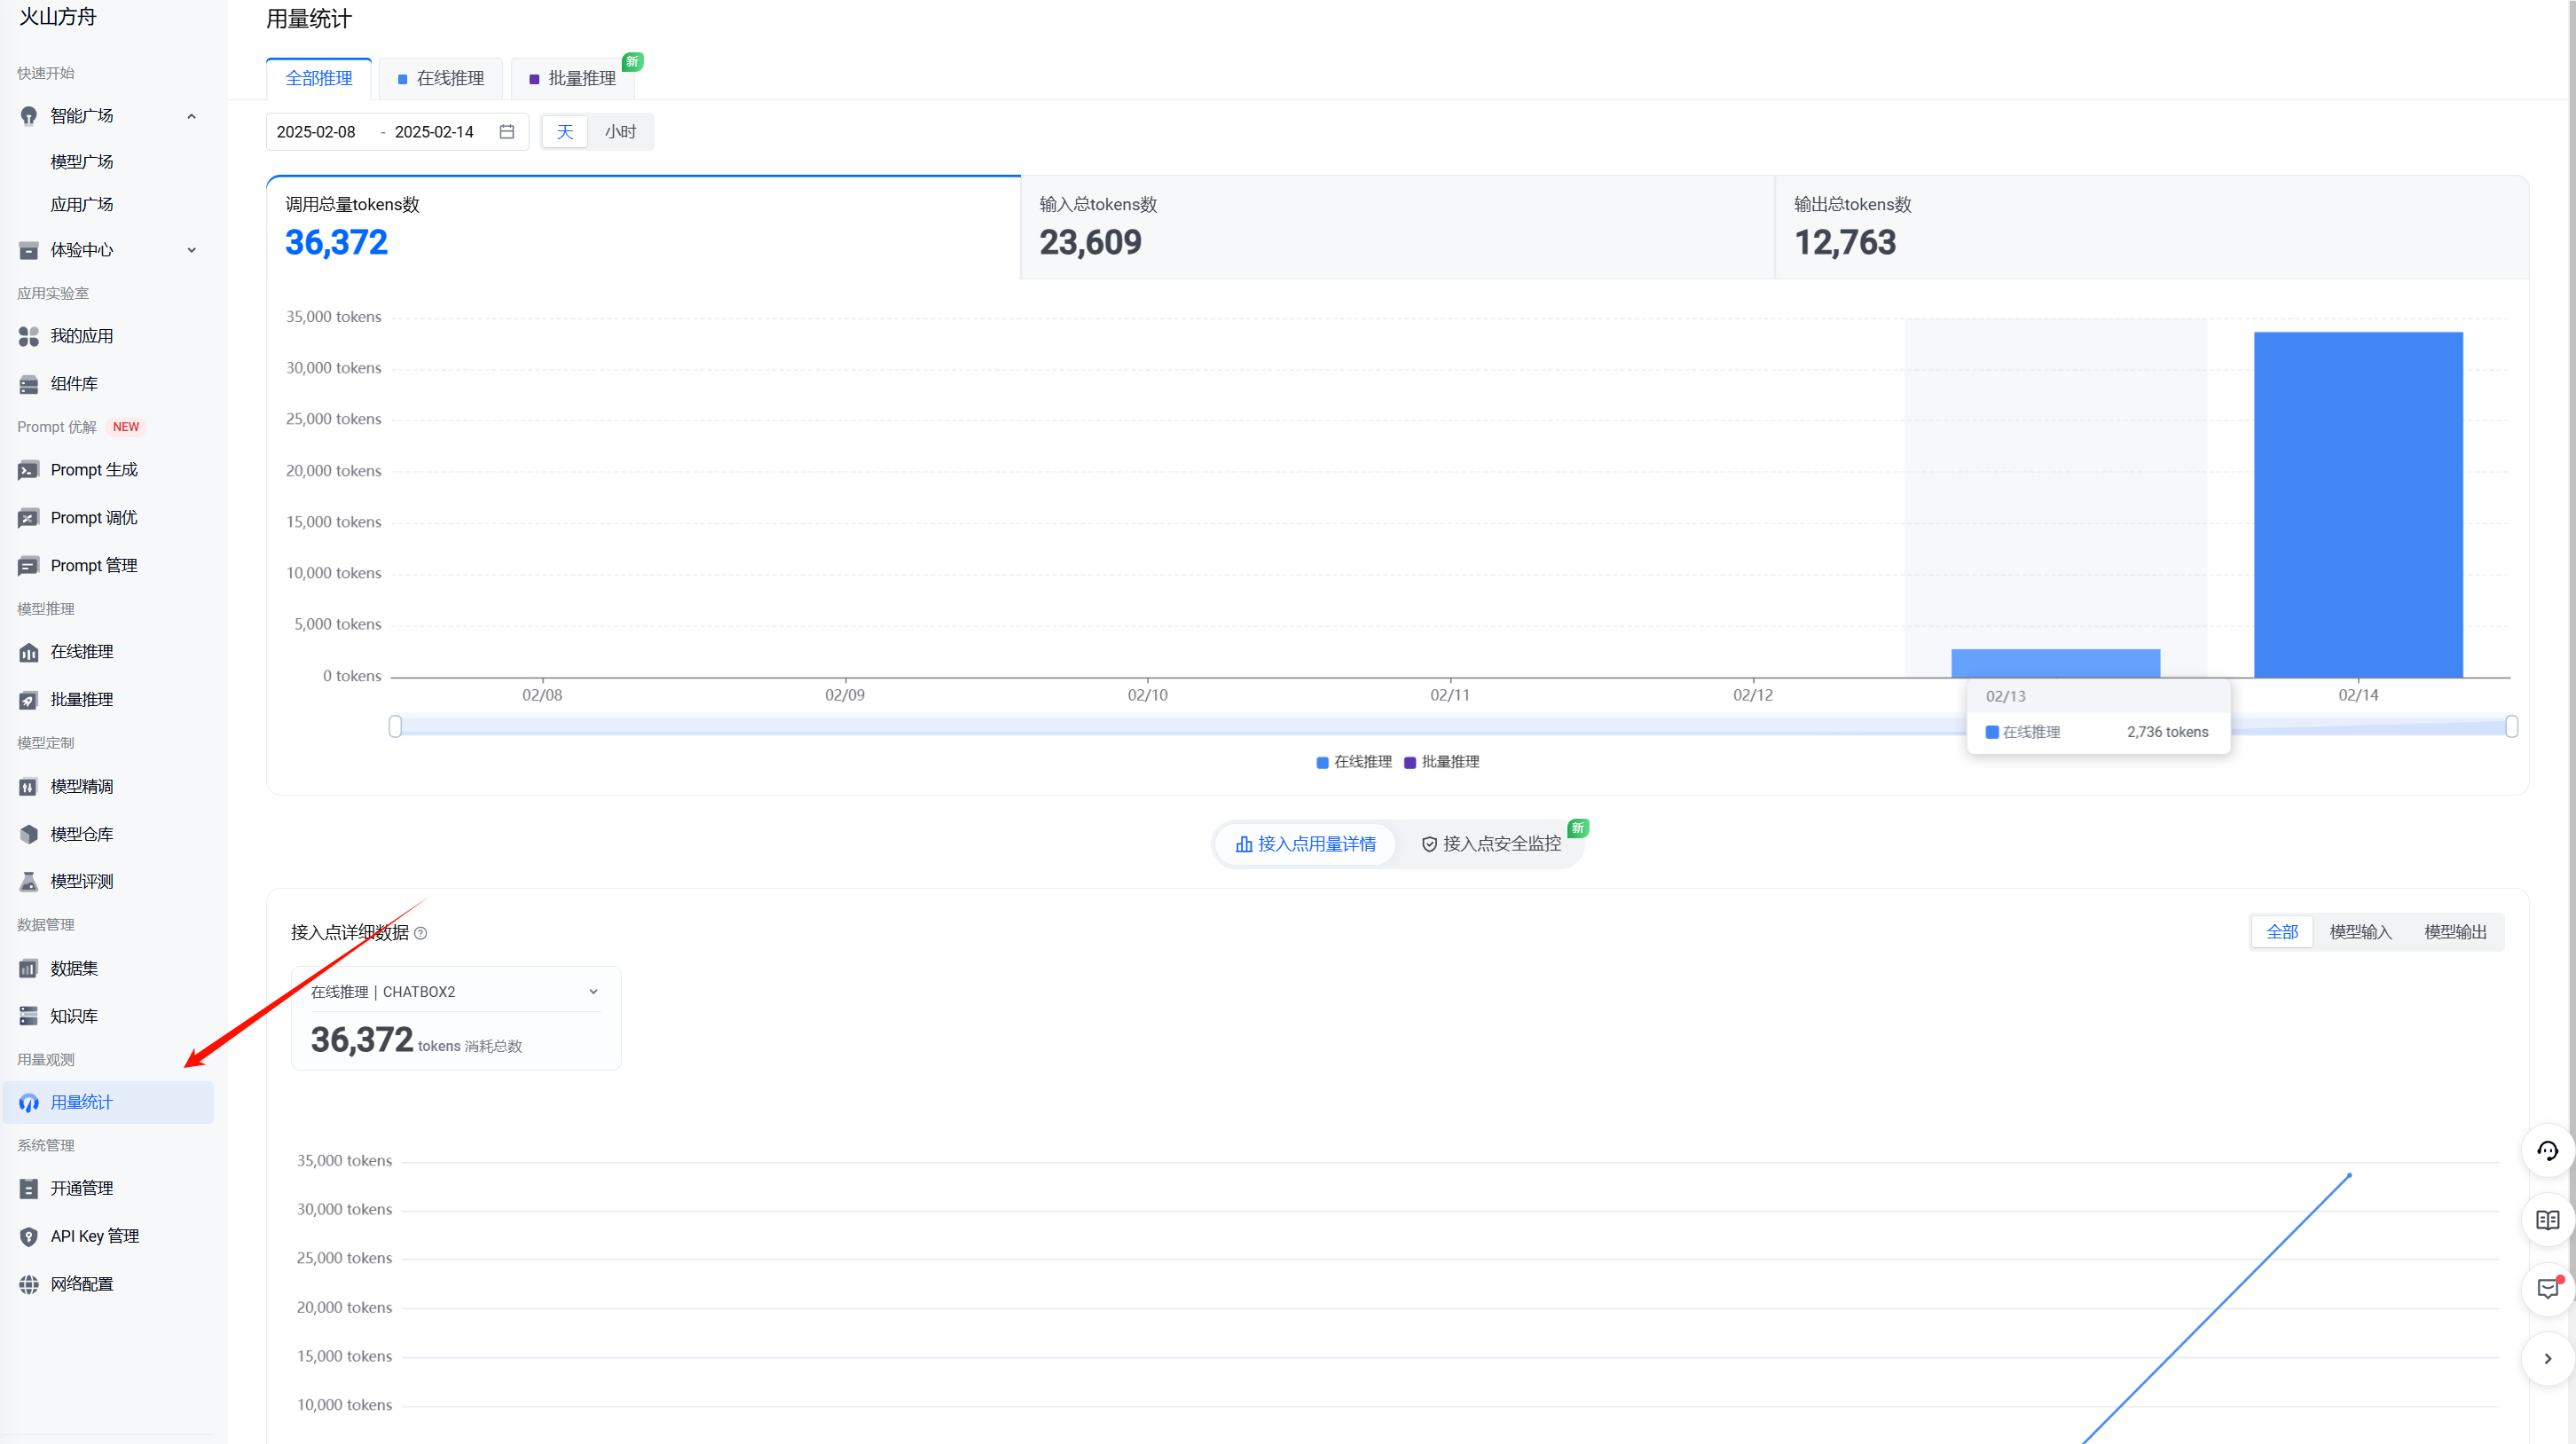 火山方舟
快速开始
智能广场
模型广场
应用广场
体验中心
应用实验室
我的应用
组件库
Prompt 优解 NEW
Prompt 生成
Prompt 调优
Prompt 管理
模型推理
在线推理
批量推理
模型定制
模型精调
模型仓库
模型评测
数据管理
数据集
知识库
用量观测
用量统计
系统管理
开通管理
API Key 管理
网络配置
用量统计
全部推理 在线推理 批量推理 新
2025-02-08 - 2025-02-14 天 小时
调用总量tokens数
36,372
输入总tokens数
23,609
输出总tokens数
12,763
35,000 tokens
30,000 tokens
25,000 tokens
20,000 tokens
15,000 tokens
10,000 tokens
5,000 tokens
0 tokens
02/08 02/09 02/10 02/11 02/12 02/14
02/13
在线推理 2,736 tokens
在线推理 批量推理
接入点用量详情 接入点安全监控 新
接入点详细数据
全部 模型输入 模型输出
在线推理 | CHATBOX2
36,372 tokens 消耗总数
35,000 tokens
30,000 tokens
25,000 tokens
20,000 tokens
15,000 tokens
10,000 tokens